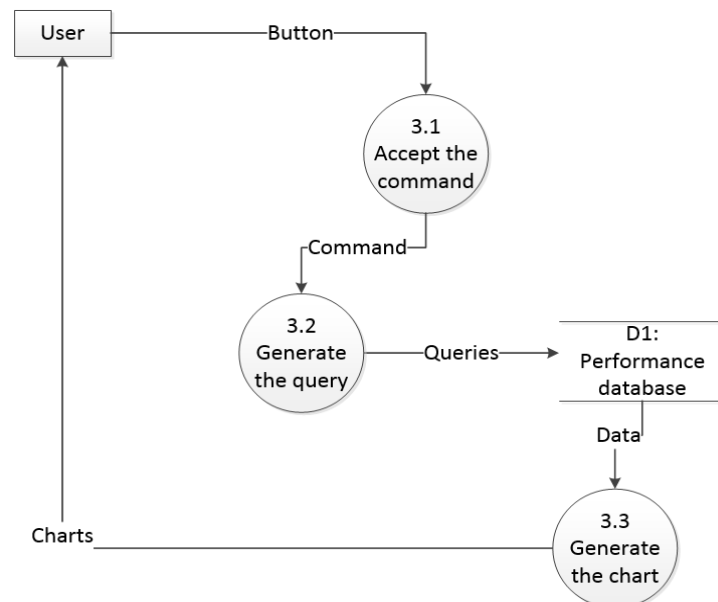 User
Button
3.1
Accept the
command
Command
3.2
Generate
the query
Queries
D1:
Performance
database
Data
3.3
Generate
the chart
Charts